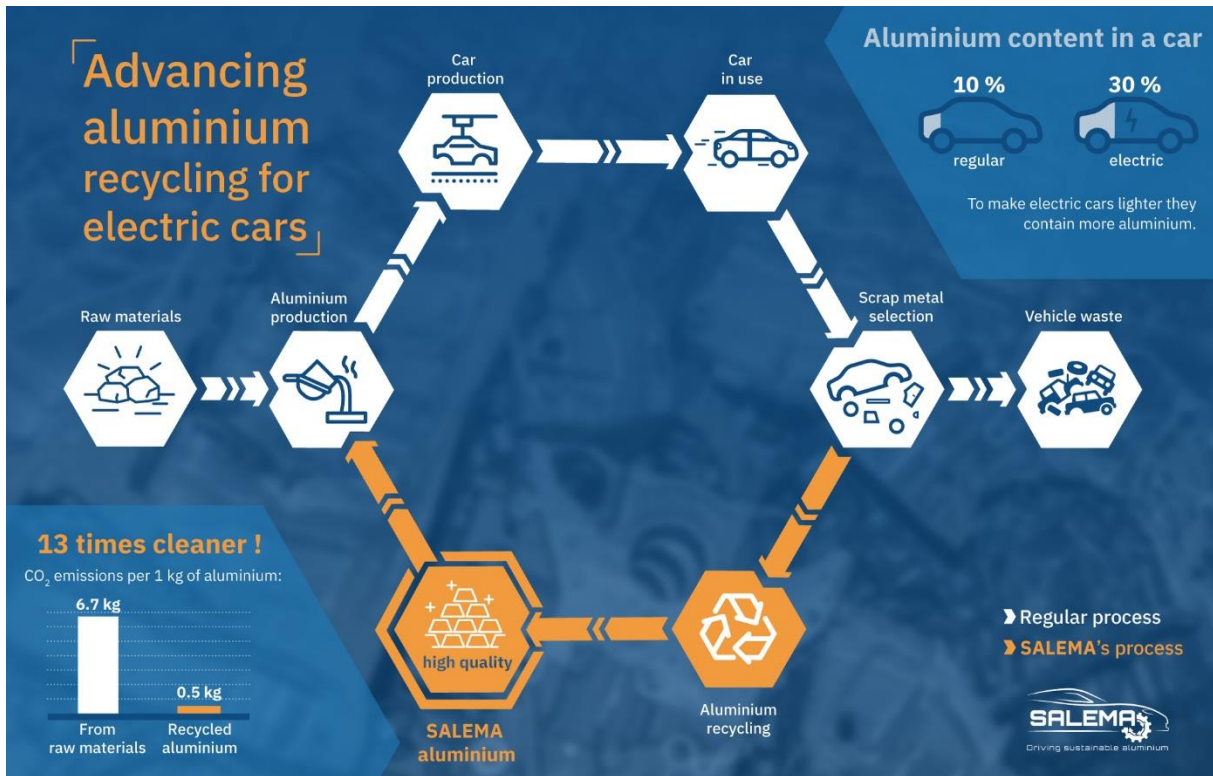 Advancing
aluminium
recycling for
electric cars
Car
production
Car
in use
Aluminium content in a car
10 %
30 %
regular
electric
To make electric cars lighter they
contain more aluminium.
Raw materials
Aluminium
production
Scrap metal
selection
Vehicle waste
13 times cleaner !
CO₂ emissions per 1 kg of aluminium:
6.7 kg
0.5 kg
From
raw materials
Recycled
aluminium
high quality
SALEMA
aluminium
Aluminium
recycling
Regular process
SALEMA's process
SALEMA
Driving sustainable aluminium